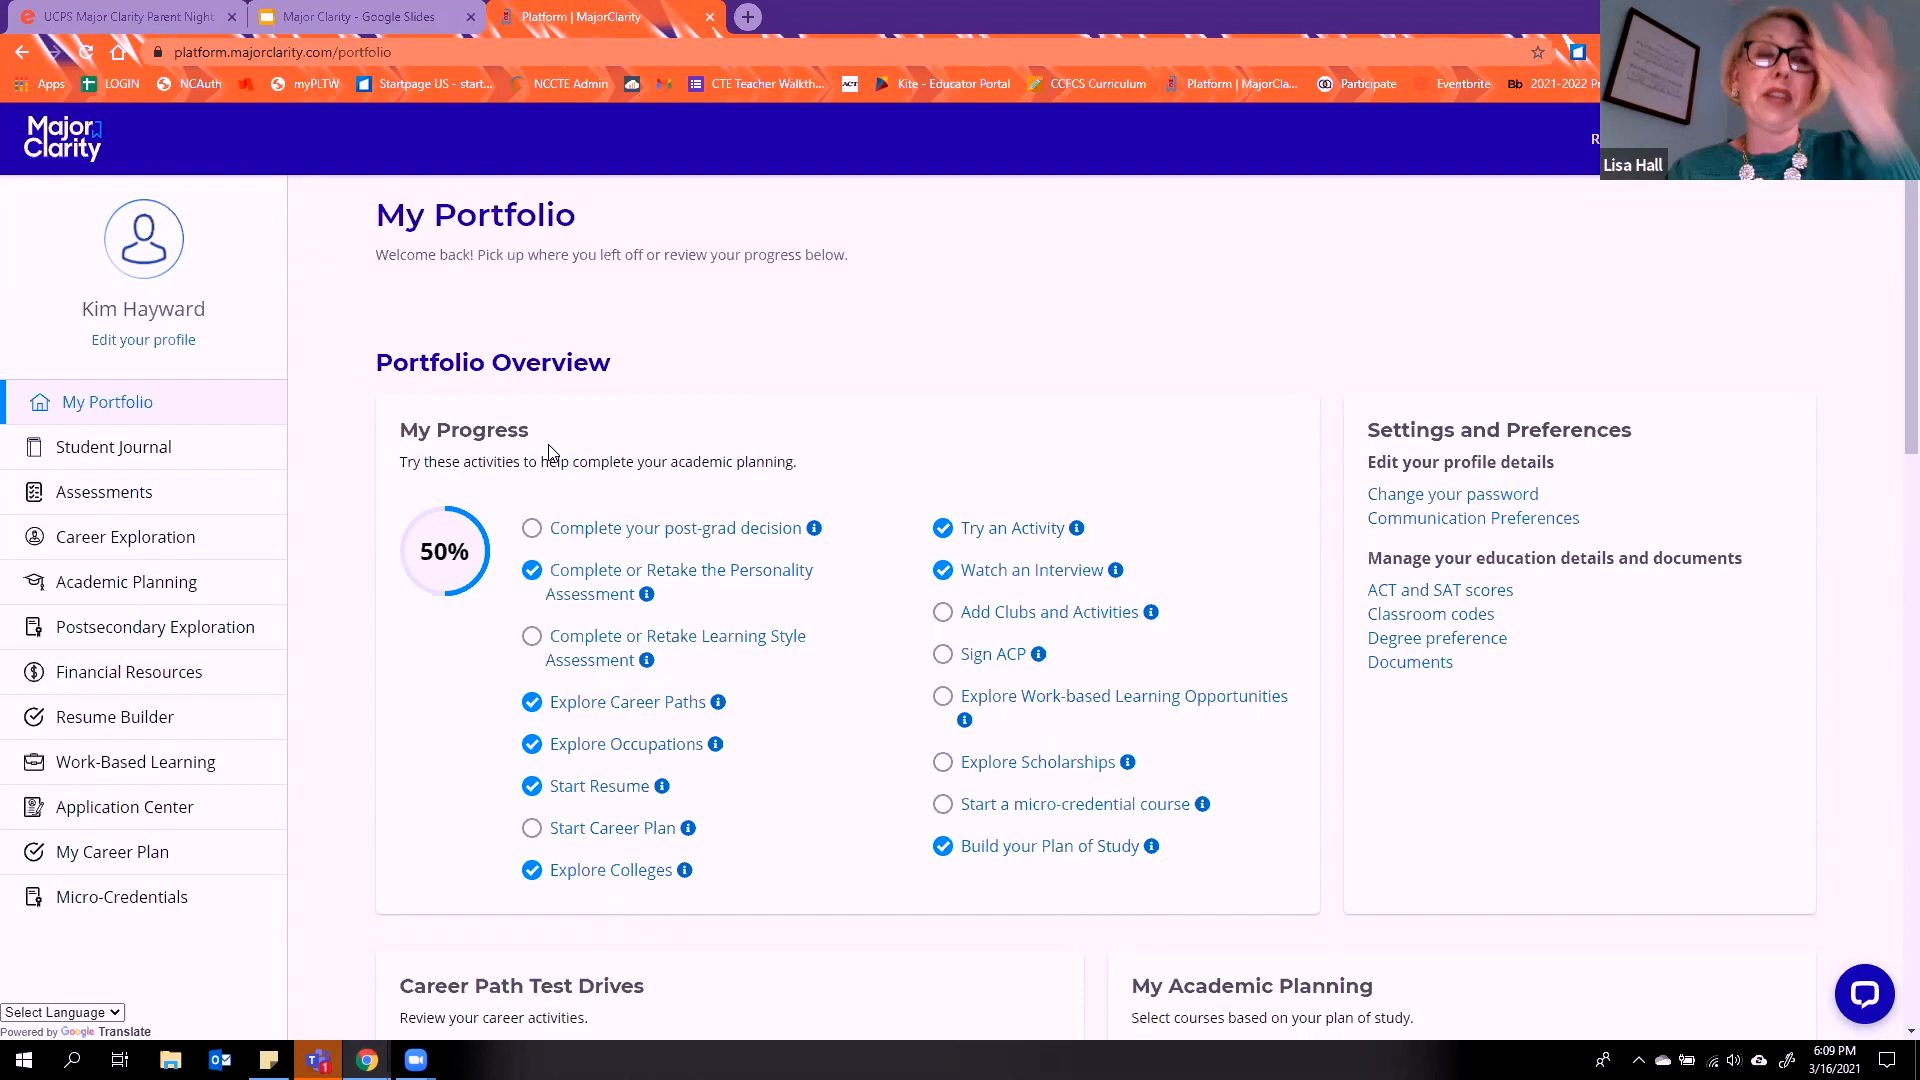 UCPS Major Clarity Parent Night
Major Clarity - Google Slides
Platform | MajorClarity
platform.majorclarity.com/portfolio
Apps
LOGIN
NCAuth
myPLTW
Startpage US - start...
NCCTE Admin
CTE Teacher Walkth...
ACT
Kite - Educator Portal
CCFCS Curriculum
Platform | MajorCla...
Participate
Eventbrite
Bb 2021-2022 P
Major
Clarity
R
Lisa Hall
Kim Hayward
Edit your profile
My Portfolio
Student Journal
Assessments
Career Exploration
Academic Planning
Postsecondary Exploration
Financial Resources
Resume Builder
Work-Based Learning
Application Center
My Career Plan
Micro-Credentials
Select Language
Powered by Google Translate
My Portfolio
Welcome back! Pick up where you left off or review your progress below.
Portfolio Overview
My Progress
Try these activities to help complete your academic planning.
50%
Complete your post-grad decision
Complete or Retake the Personality
Assessment
Complete or Retake Learning Style
Assessment
Explore Career Paths
Explore Occupations
Start Resume
Start Career Plan
Explore Colleges
Try an Activity
Watch an Interview
Add Clubs and Activities
Sign ACP
Explore Work-based Learning Opportunities
Explore Scholarships
Start a micro-credential course
Build your Plan of Study
Settings and Preferences
Edit your profile details
Change your password
Communication Preferences
Manage your education details and documents
ACT and SAT scores
Classroom codes
Degree preference
Documents
Career Path Test Drives
Review your career activities.
My Academic Planning
Select courses based on your plan of study.
6:09 PM
3/16/2021